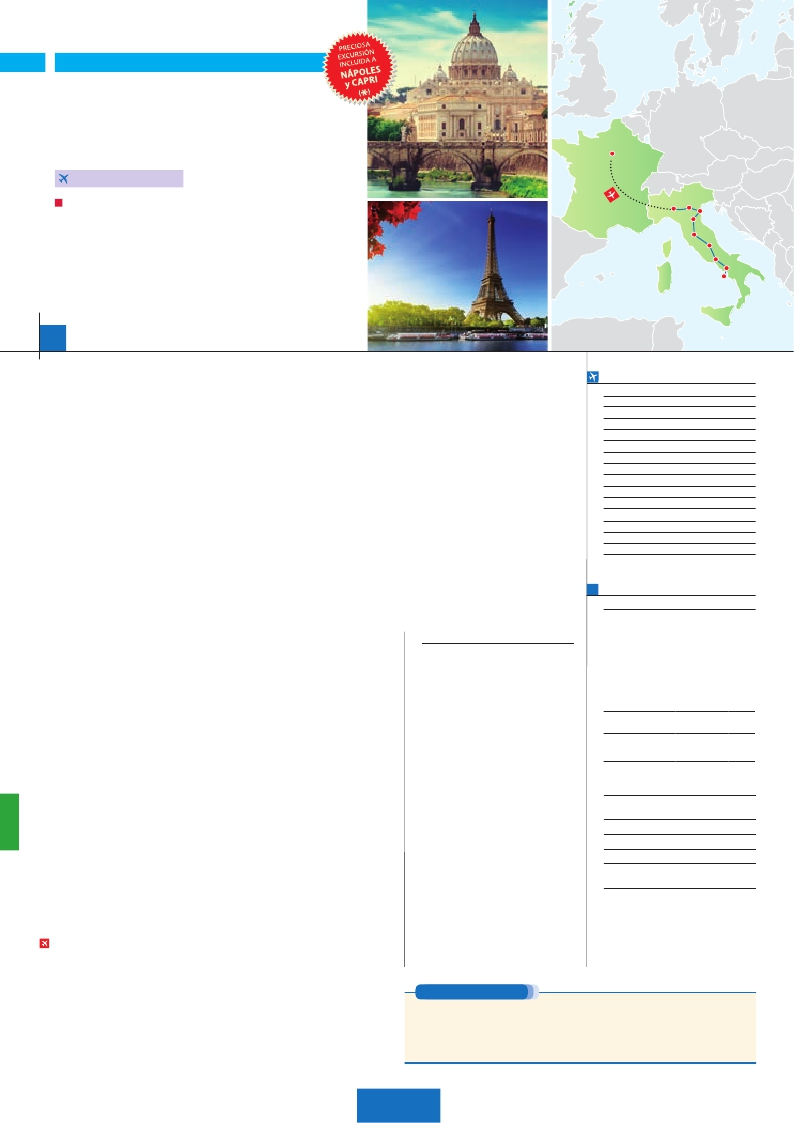 PRECIOSA
EXCURSIÓN
INCLUIDA A
NÁPOLES
y CAPRI
(*)